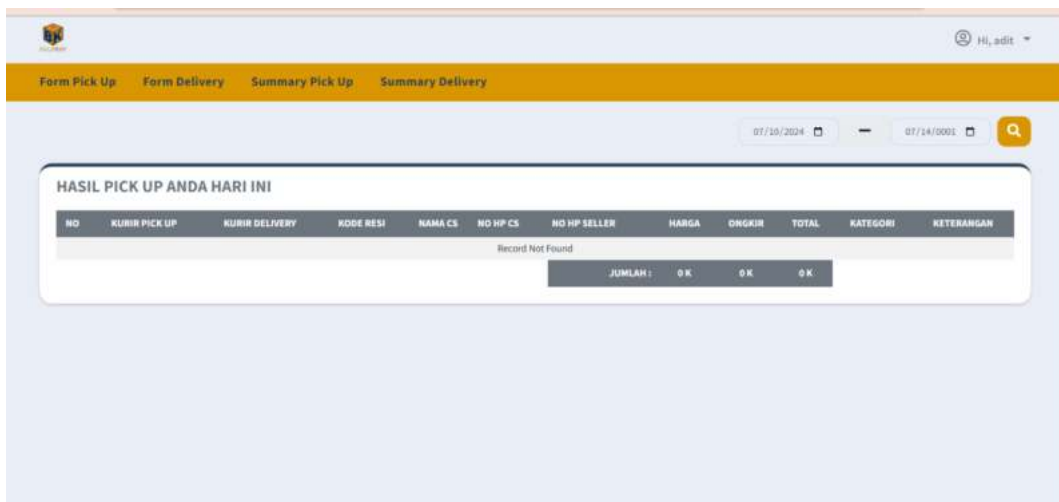 BK
Hi, adit
Form Pick Up Form Delivery Summary Pick Up Summary Delivery
07/10/2024 — 07/14/0001
HASIL PICK UP ANDA HARI INI
NO KURIR PICK UP KURIR DELIVERY KODE RESI NAMA CS NO HP CS NO HP SELLER HARGA ONGKIR TOTAL KATEGORI KETERANGAN
Record Not Found
JUMLAH : 0 K 0 K 0 K